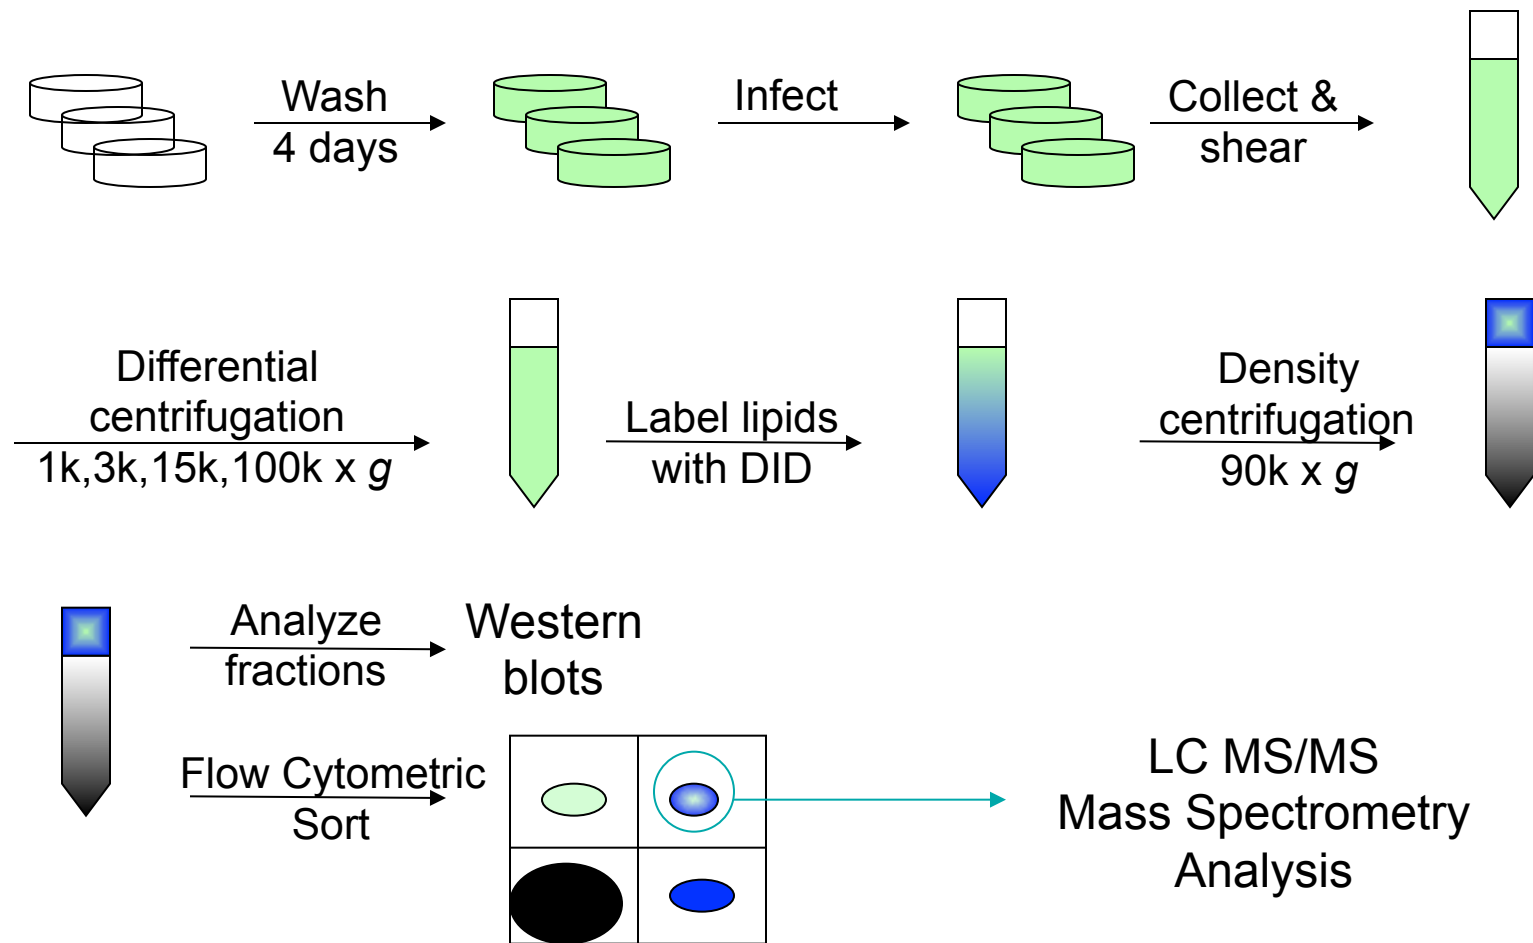 Wash
4 days
Infect
Collect &
shear
Differential
centrifugation
1k,3k,15k,100k x g
Label lipids
with DID
Density
centrifugation
90k x g
Analyze
fractions
Western
blots
Flow Cytometric
Sort
LC MS/MS
Mass Spectrometry
Analysis